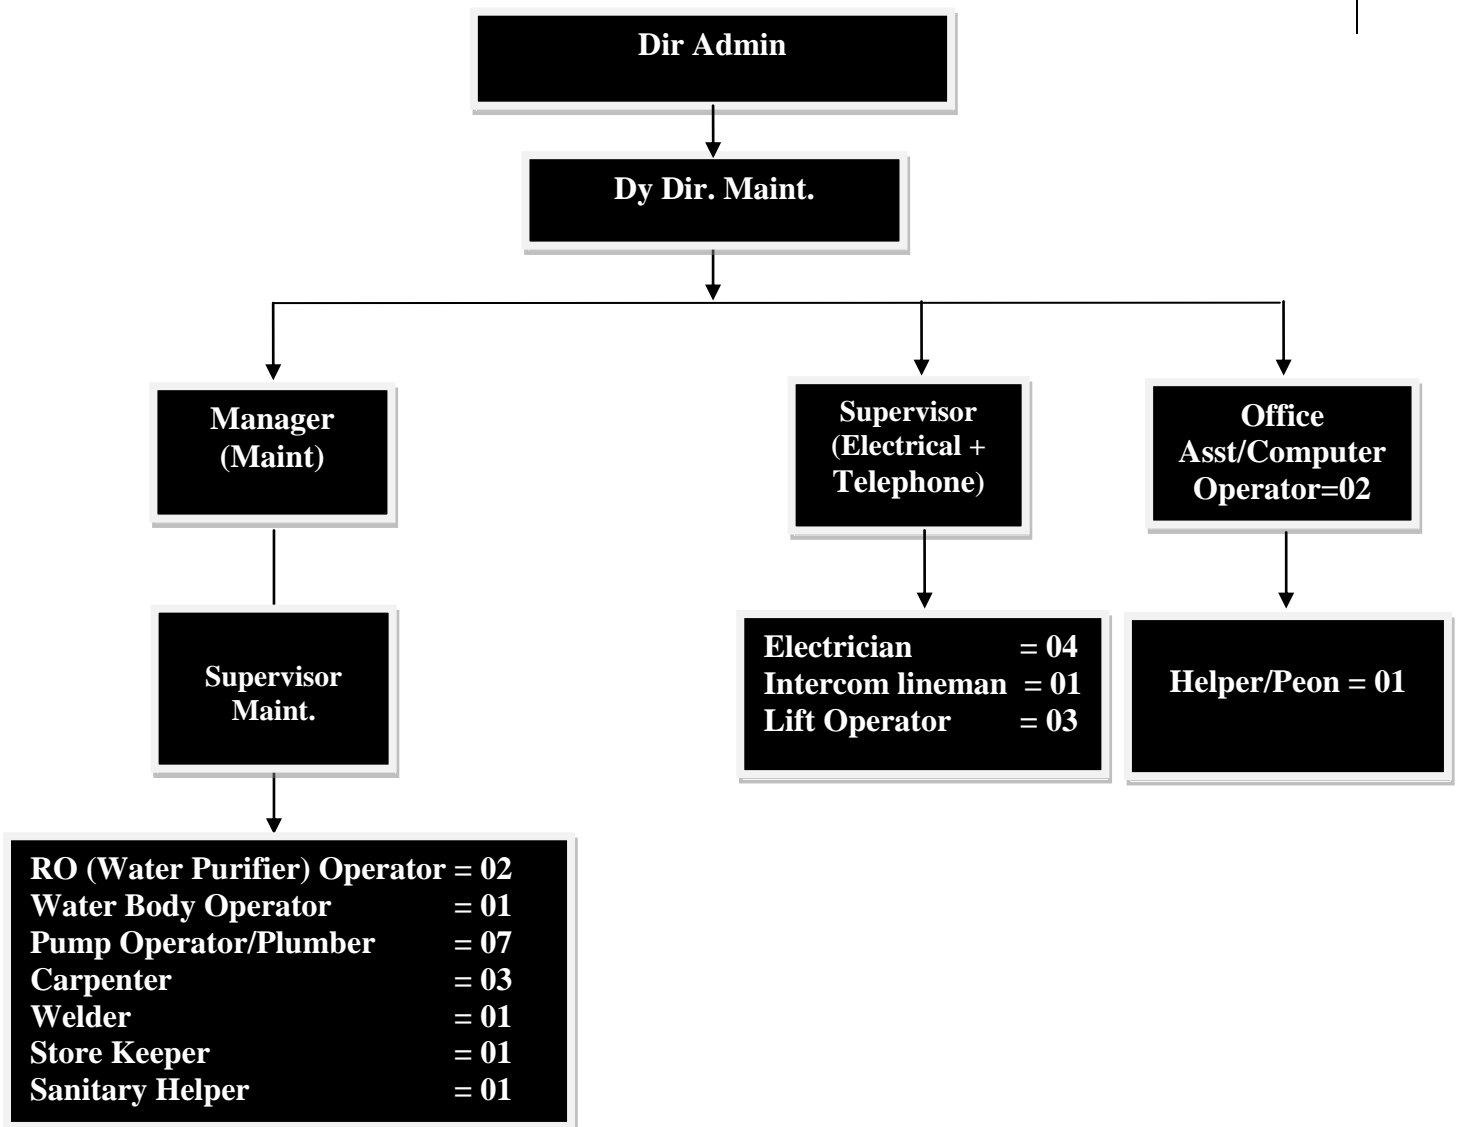 Dir Admin
Dy Dir. Maint.
Manager
(Maint)
Supervisor
(Electrical +
Telephone)
Office
Asst/Computer
Operator=02
Supervisor
Maint.
Electrician = 04
Intercom lineman = 01
Lift Operator = 03
Helper/Peon = 01
RO (Water Purifier) Operator = 02
Water Body Operator = 01
Pump Operator/Plumber = 07
Carpenter = 03
Welder = 01
Store Keeper = 01
Sanitary Helper = 01